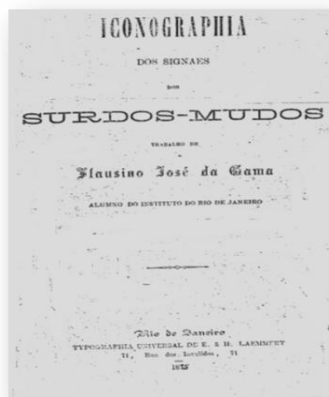 ICONOGRAPHIA
DOS SIGNAES
DOS
SURDOS-MUDOS
TRABALHO DE
Flausino José da Gama
ALUMNO DO INSTITUTO DO RIO DE JANEIRO
Rio de Janeiro
TYPOGRAPHIA UNIVERSAL DE E. & H. LAEMMERT
71, Rua dos Invalidos, 71
1875